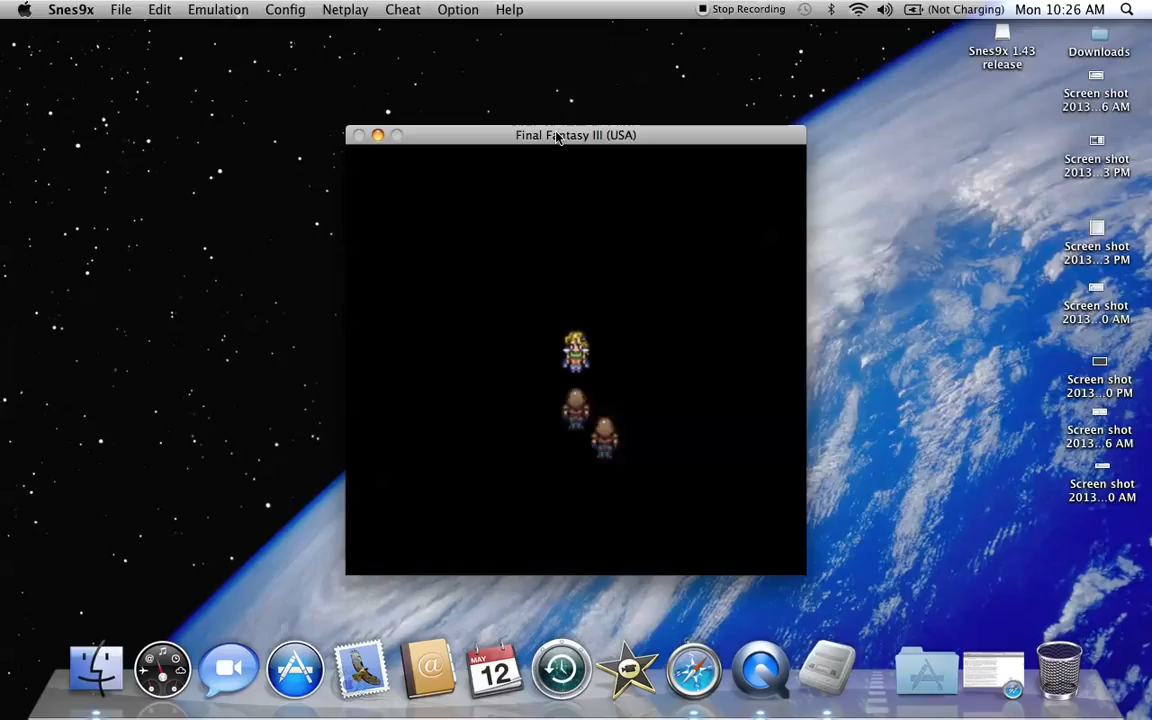 Snes9x File Edit Emulation Config Netplay Cheat Option Help Stop Recording (Not Charging) Mon 10:26 AM
Snes9x 1.43
release
Downloads
Screen shot
2013...6 AM
Final Fantasy III (USA)
Screen shot
2013...3 PM
Screen shot
2013...3 PM
Screen shot
2013...0 AM
Screen shot
2013...0 PM
Screen shot
2013...6 AM
Screen shot
2013...0 AM
MAY
12
@